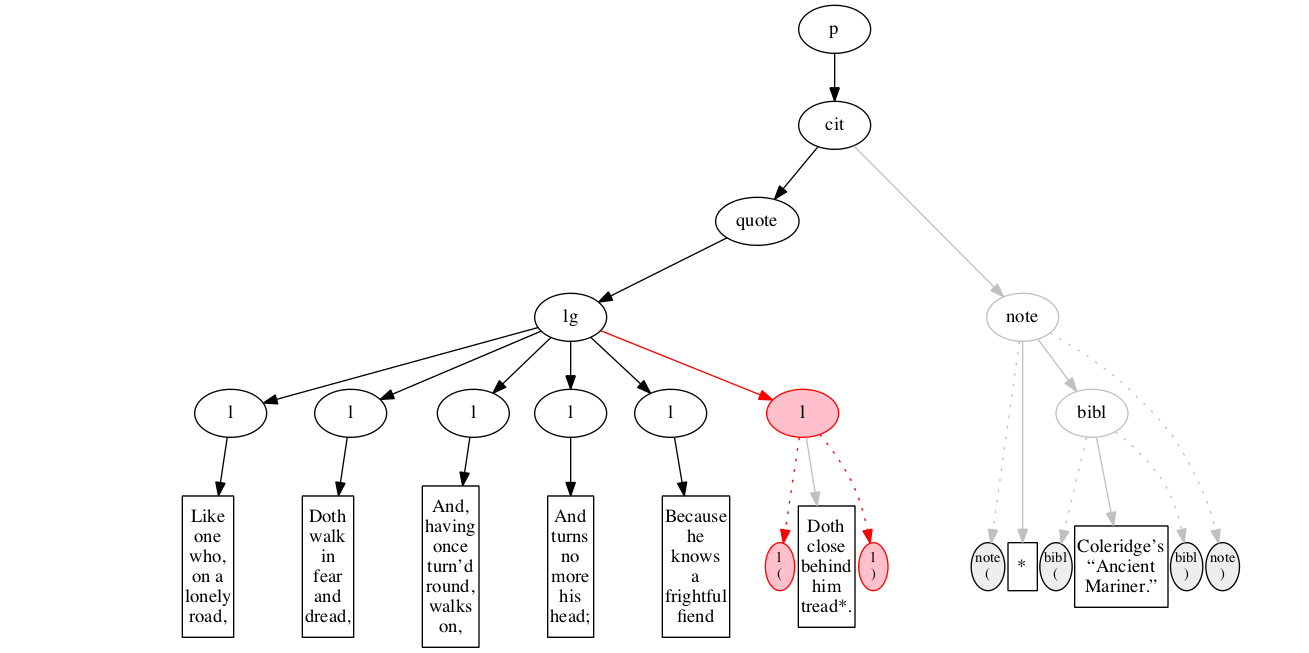 p
cit
quote
lg
note
l
l
l
l
l
l
bibl
Like
one
who,
on a
lonely
road,
Doth
walk
in
fear
and
dread,
And,
having
once
turn’d
round,
walks
on,
And
turns
no
more
his
head;
Because
he
knows
a
frightful
fiend
l
(
Doth
close
behind
him
tread*.
l
)
note
(
*
bibl
(
Coleridge’s
“Ancient
Mariner.”
bibl
)
note
)